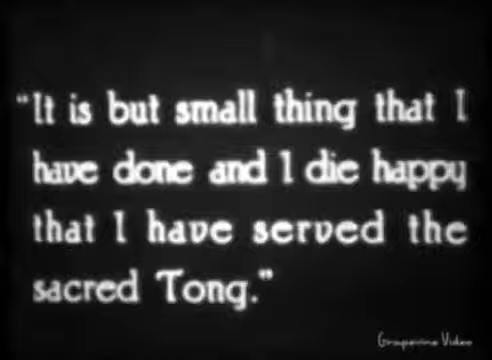 "It is but small thing that I
have done and I die happy
that I have served the
sacred Tong."
Grapevine Video